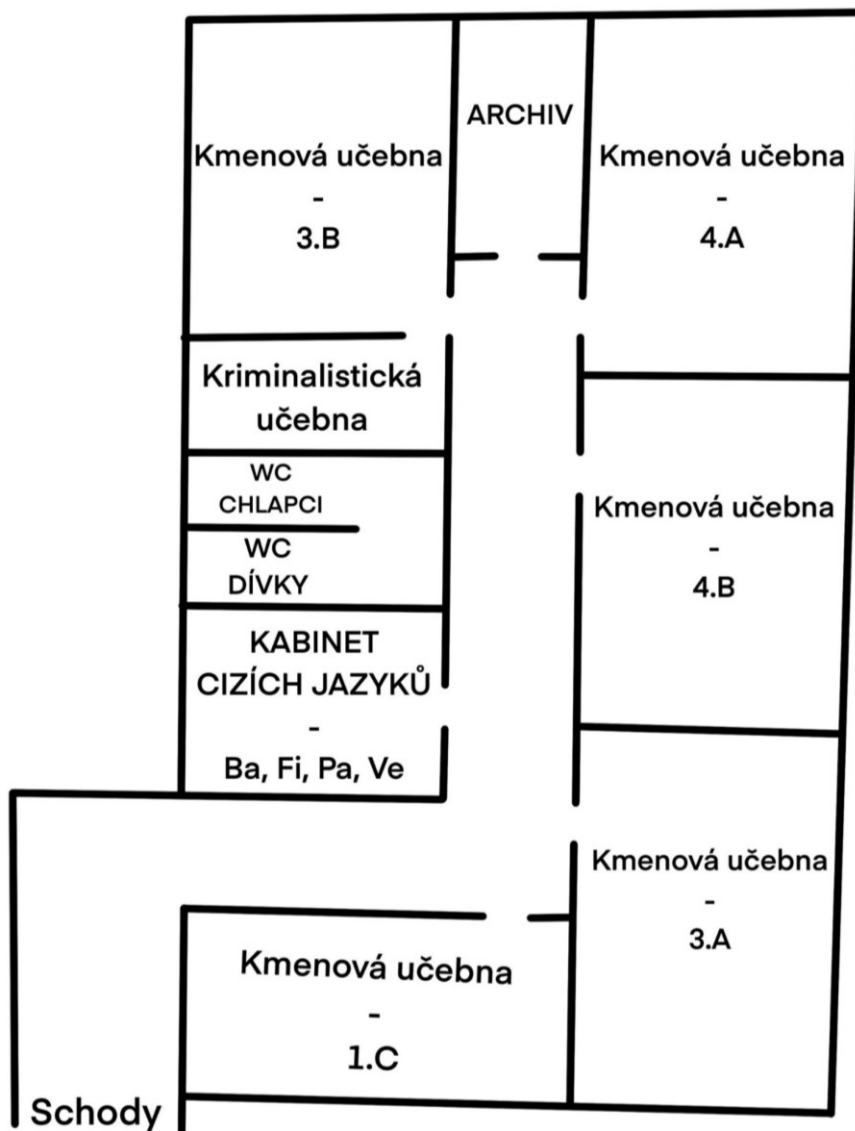 ARCHIV
Kmenová učebna
-
3.B
Kmenová učebna
-
4.A
Kriminalistická
učebna
WC
CHLAPCI
WC
DÍVKY
Kmenová učebna
-
4.B
KABINET
CIZÍCH JAZYKŮ
-
Ba, Fi, Pa, Ve
Kmenová učebna
-
3.A
Kmenová učebna
-
1.C
Schody